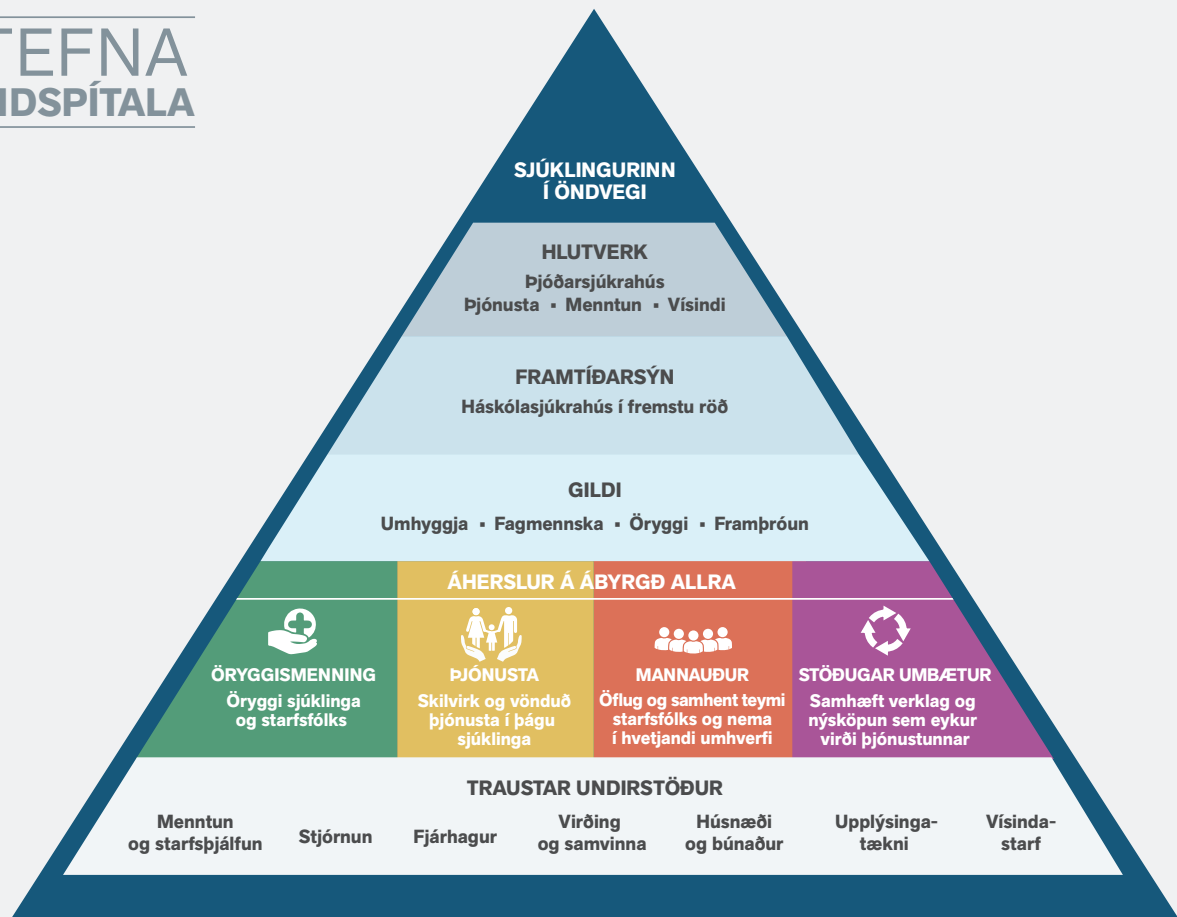 TEFNA
NDSPÍTALA
SJÚKLINGURINN
Í ÖNDVEGI
HLUTVERK
Þjóðarsjúkrahús
Þjónusta ▪ Menntun ▪ Vísindi
FRAMTÍÐARSÝN
Háskólasjúkrahús í fremstu röð
GILDI
Umhyggja ▪ Fagmennska ▪ Öryggi ▪ Framþróun
ÁHERSLUR Á ÁBYRGÐ ALLRA
ÖRYGGISMENNING
Öryggi sjúklinga
og starfsfólks
ÞJÓNUSTA
Skilvirk og vönduð
þjónusta í þágu
sjúklinga
MANNAUÐUR
Öflug og samhent teymi
starfsfólks og nema
í hvetjandi umhverfi
STÖÐUGAR UMBÆTUR
Samhæft verklag og
nýsköpun sem eykur
virði þjónustunnar
TRAUSTAR UNDIRSTÖÐUR
Menntun
og starfsþjálfun
Stjórnun
Fjárhagur
Virðing
og samvinna
Húsnæði
og búnaður
Upplýsinga-
tækni
Vísinda-
starf